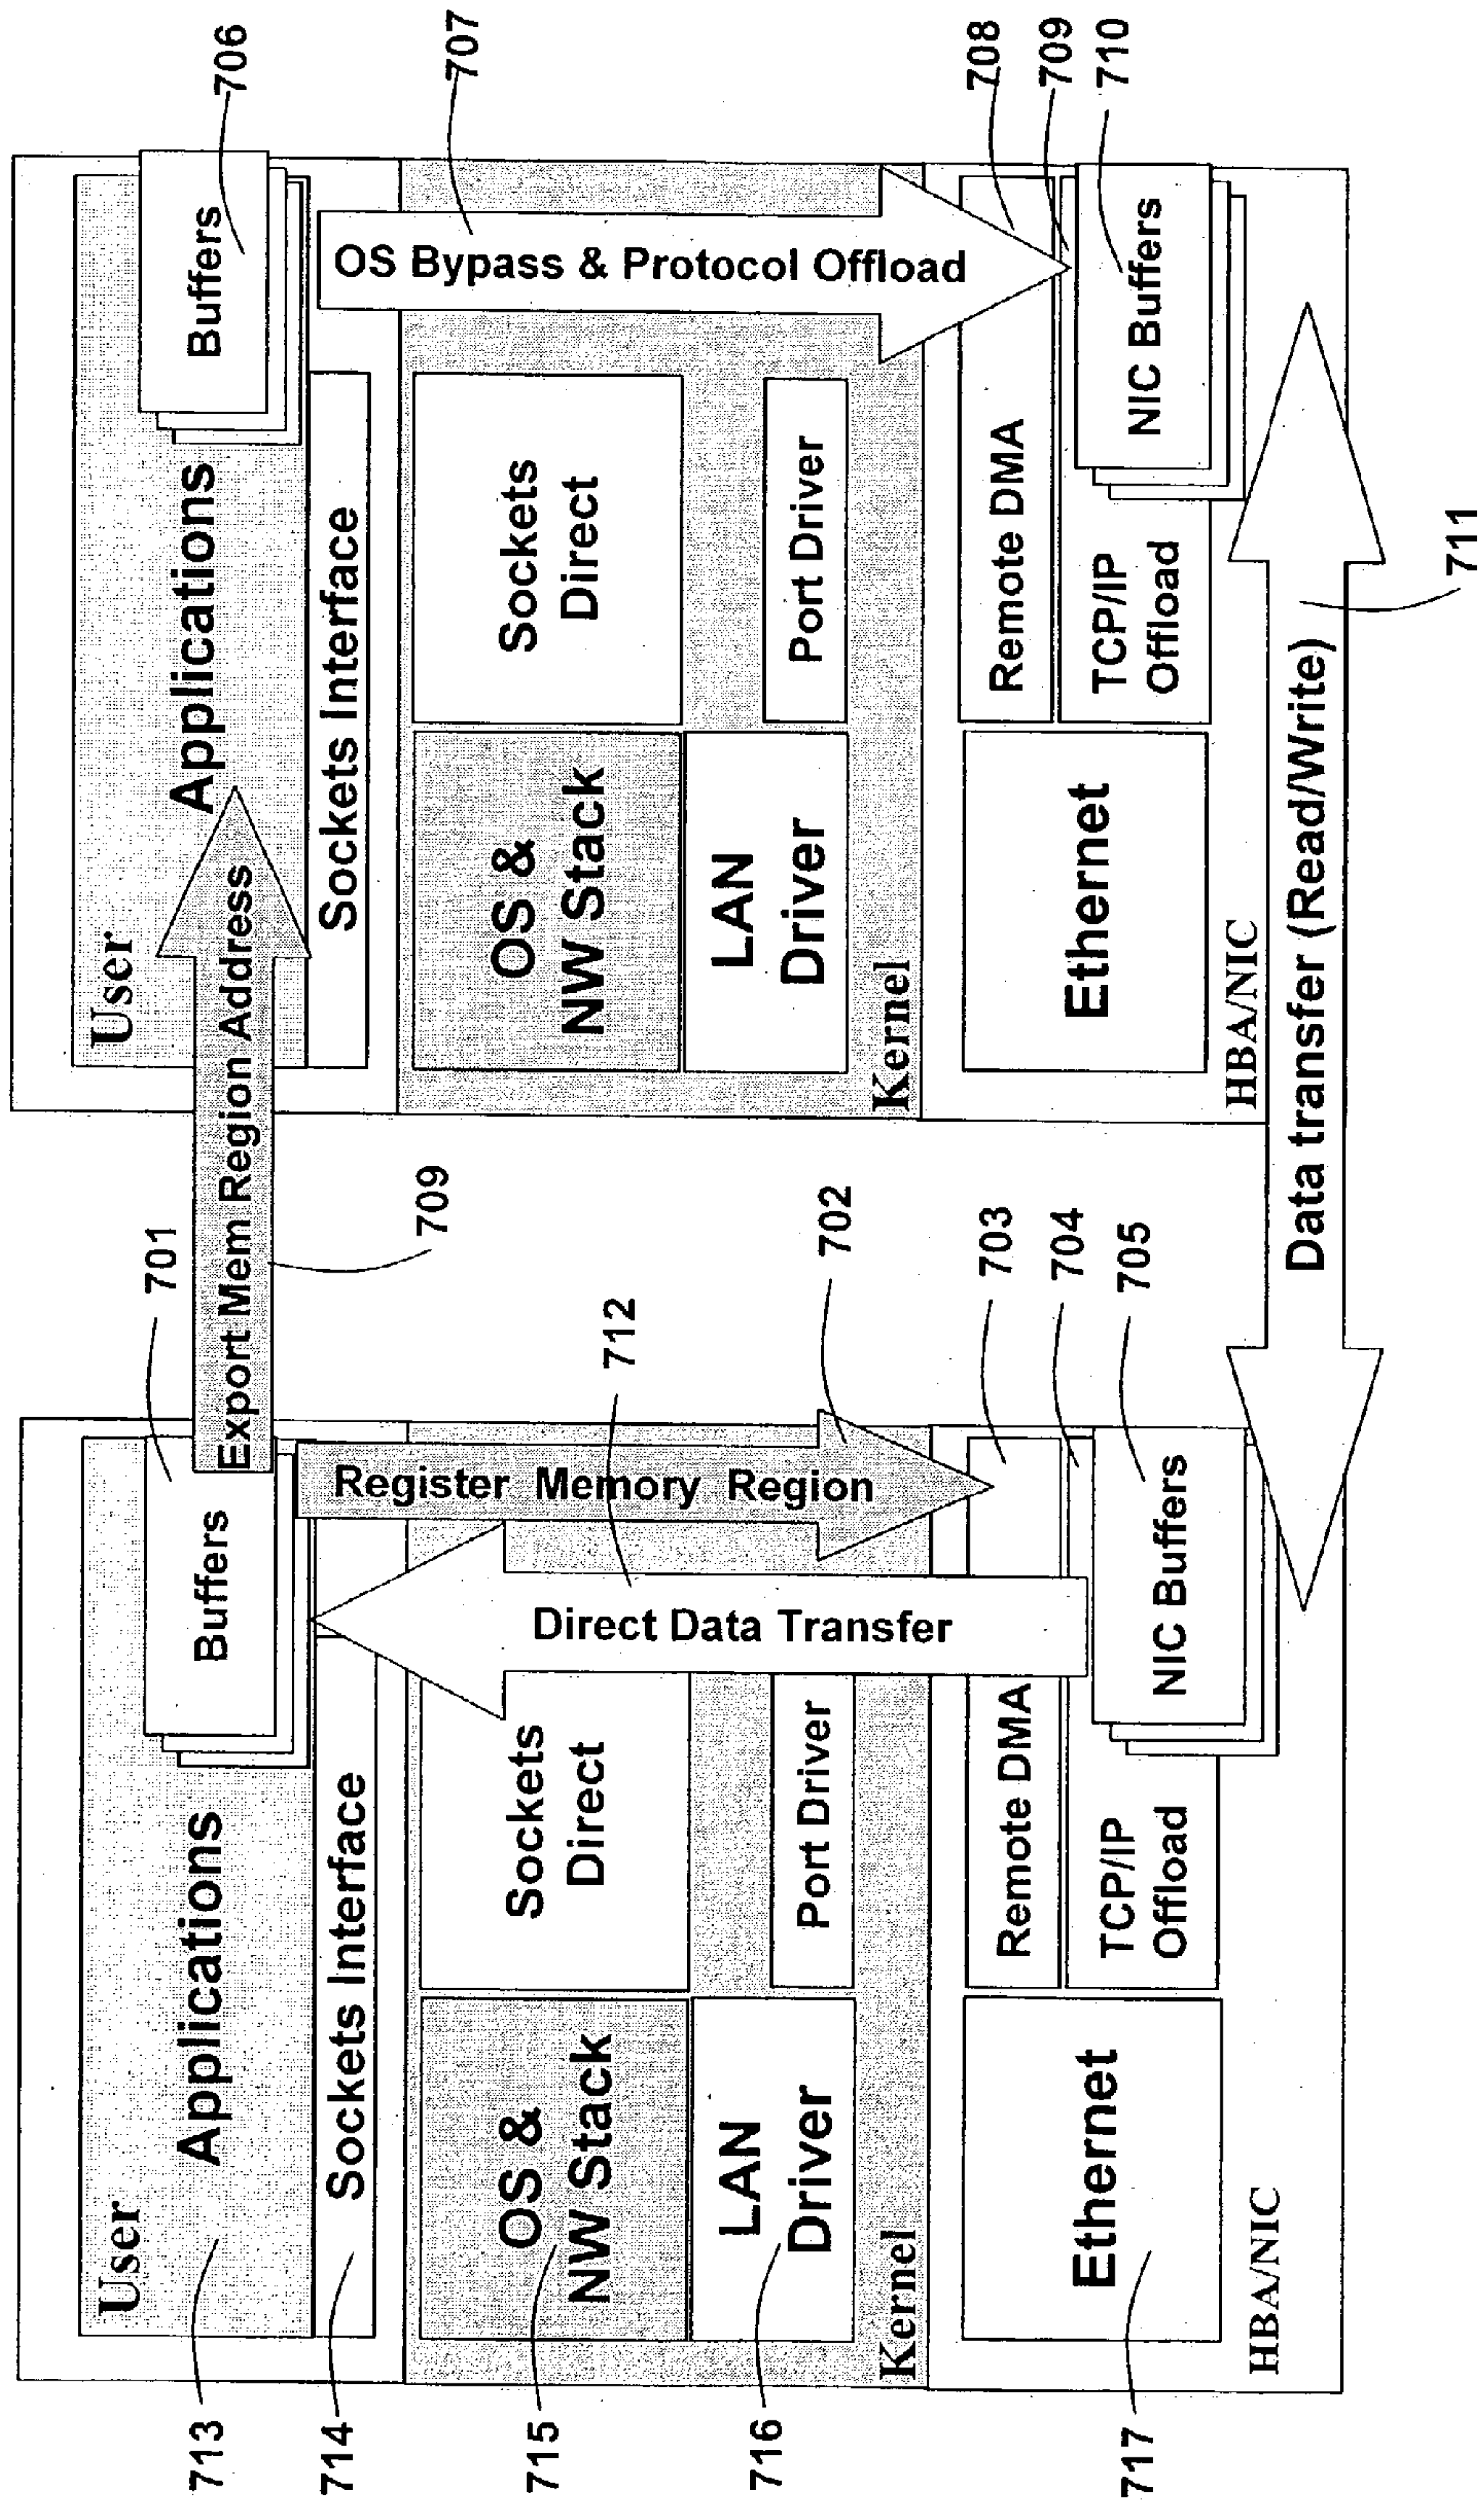 User
Applications
Buffers
Sockets Interface
OS &
NW Stack
Sockets
Direct
LAN
Driver
Port Driver
Kernel
Ethernet
Remote DMA
TCP/IP
Offload
NIC Buffers
HBA/NIC
Register Memory Region
Direct Data Transfer
713
714
715
716
717
701
712
702
703
704
705
Export Mem Region Address
709
User
Applications
Buffers
Sockets Interface
OS &
NW Stack
Sockets
Direct
LAN
Driver
Port Driver
Kernel
Ethernet
Remote DMA
TCP/IP
Offload
NIC Buffers
HBA/NIC
OS Bypass & Protocol Offload
706
707
708
709
710
Data transfer (Read/Write)
711